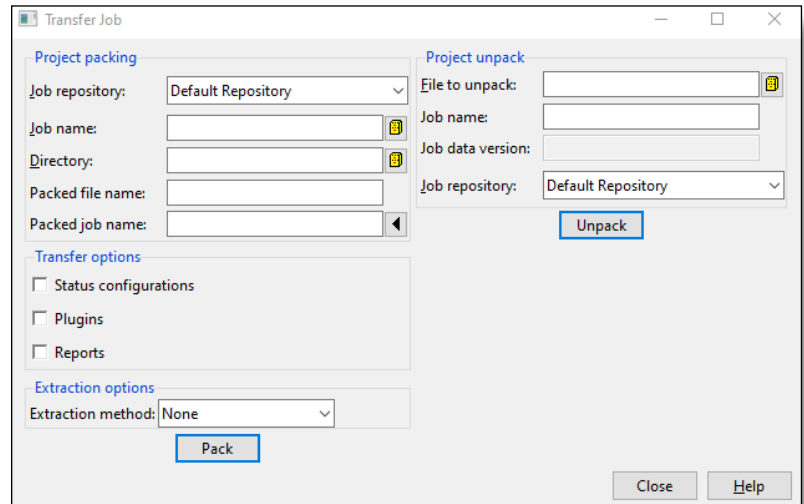 Transfer Job
Project packing
Job repository: Default Repository
Job name:
Directory:
Packed file name:
Packed job name:
Transfer options
Status configurations
Plugins
Reports
Extraction options
Extraction method: None
Pack
Project unpack
File to unpack:
Job name:
Job data version:
Job repository: Default Repository
Unpack
Close Help